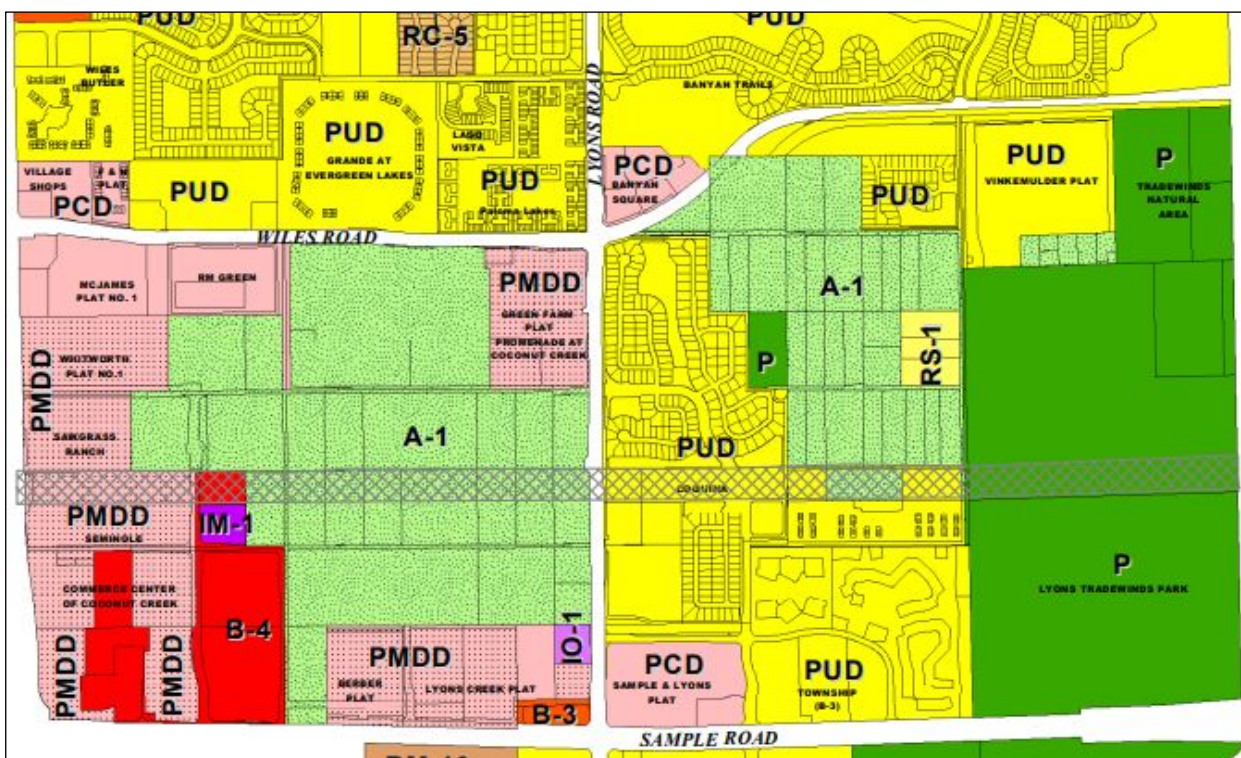 PUD
RC-5
PUD
WILES
BUTLER
LYONS ROAD
BANYAN TRAILS
PUD
GRANDE AT
EVERGREEN LAKES
LAGO
VISTA
PUD
Paloma Lakes
PCD
BANYAN
SQUARE
PUD
VINKEMULDER PLAT
P
TRADEWINDS
NATURAL
AREA
VILLAGE
SHOPS
& M
PLAT
PCD
PUD
PUD
WILES ROAD
MCJAMES
PLAT NO. 1
RM GREEN
PMDD
GREEN FARM
PLAT
PROMENADE AT
COCONUT CREEK
A-1
WHITWORTH
PLAT NO.1
PMDD
P
RS-1
SAWGRASS
RANCH
A-1
PUD
COQUINA
PMDD
SEMINOLE
IM-1
COMMERCE CENTER
OF COCONUT CREEK
P
LYONS TRADEWINDS PARK
B-4
PMDD
PMDD
PMDD
BERBER
PLAT
LYONS CREEK PLAT
IO-1
B-3
PCD
SAMPLE & LYONS
PLAT
PUD
TOWNSHIP
(B-3)
SAMPLE ROAD